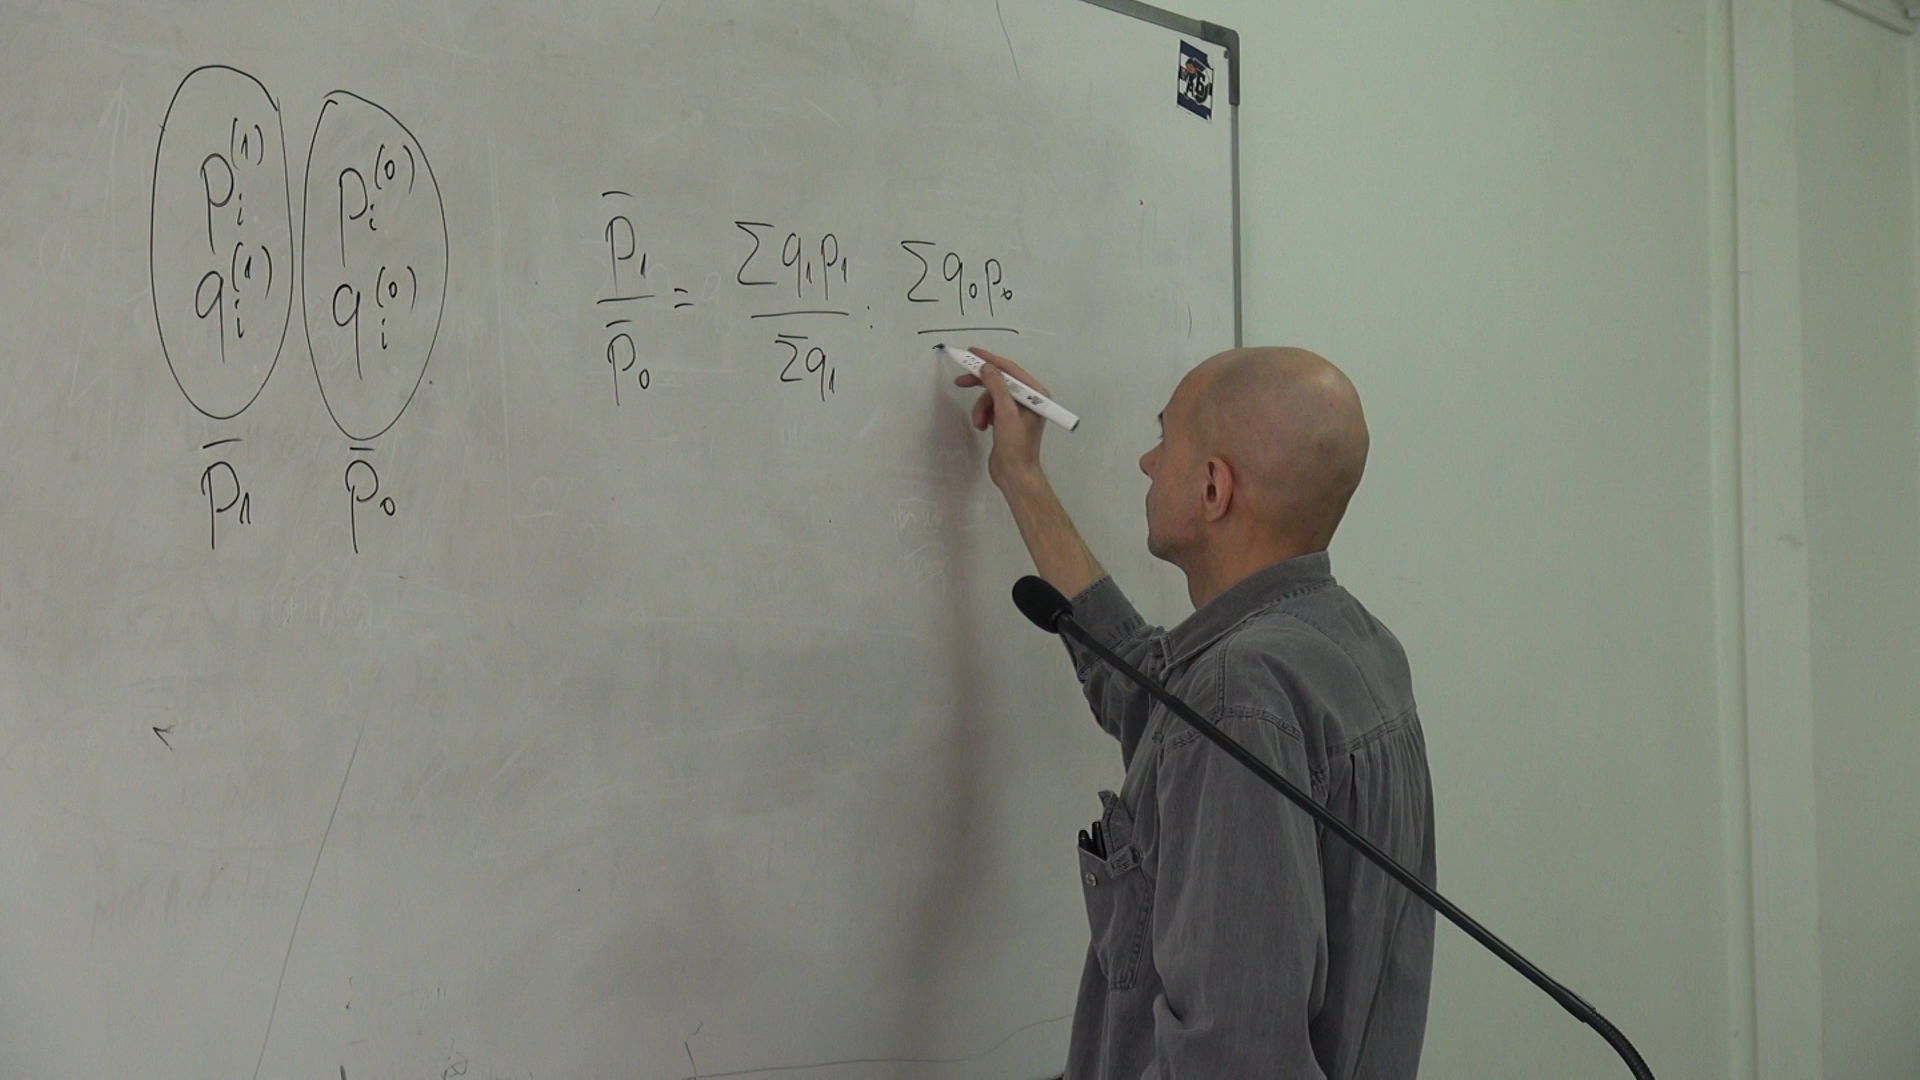 p_i^(1) p_i^(0)
q_i^(1) q_i^(0)
p̄₁ p̄₀
p̄₁/p̄₀ = Σq₁p₁/Σq₁ : Σq₀p₀/